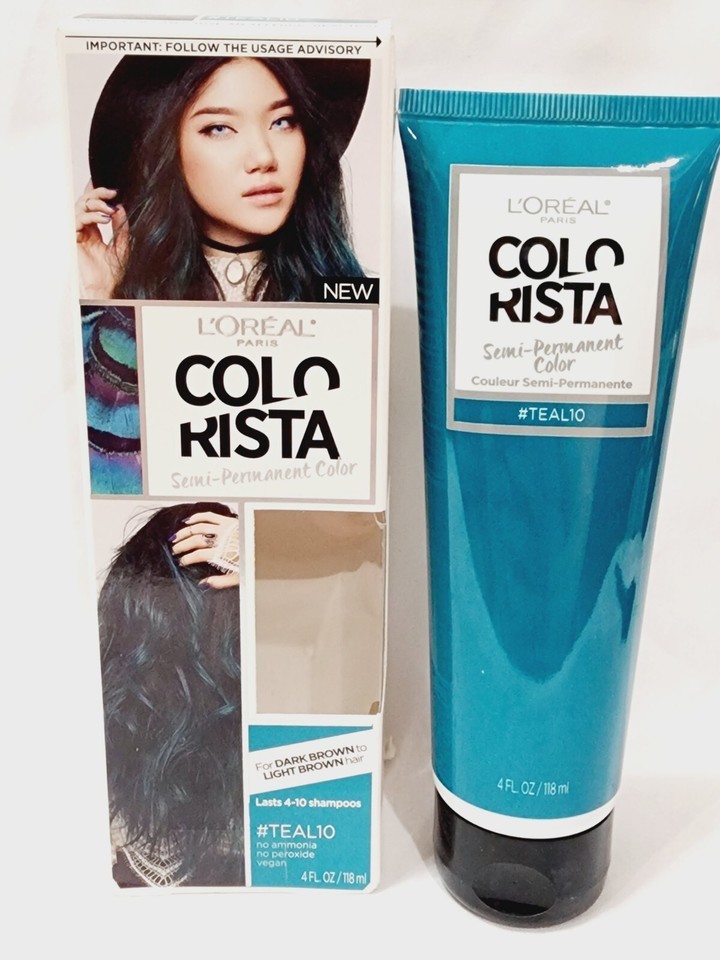 IMPORTANT: FOLLOW THE USAGE ADVISORY
NEW
L'ORÉAL®
PARIS
COLO
RISTA
Semi-Permanent Color
For DARK BROWN to
LIGHT BROWN hair
Lasts 4-10 shampoos
#TEAL10
no ammonia
no peroxide
vegan
4 FL. OZ / 118 ml
L'ORÉAL®
PARIS
COLO
RISTA
Semi-Permanent
Color
Couleur Semi-Permanente
#TEAL10
4 FL. OZ / 118 ml